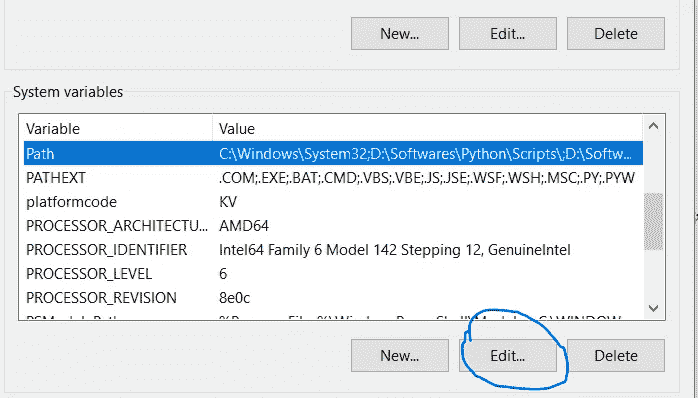 New... Edit... Delete
System variables
Variable Value
Path C:\Windows\System32;D:\Softwares\Python\Scripts\;D:\Softw...
PATHEXT .COM;.EXE;.BAT;.CMD;.VBS;.VBE;.JS;.JSE;.WSF;.WSH;.MSC;.PY;.PYW
platformcode KV
PROCESSOR_ARCHITECTU... AMD64
PROCESSOR_IDENTIFIER Intel64 Family 6 Model 142 Stepping 12, GenuineIntel
PROCESSOR_LEVEL 6
PROCESSOR_REVISION 8e0c
New... Edit... Delete